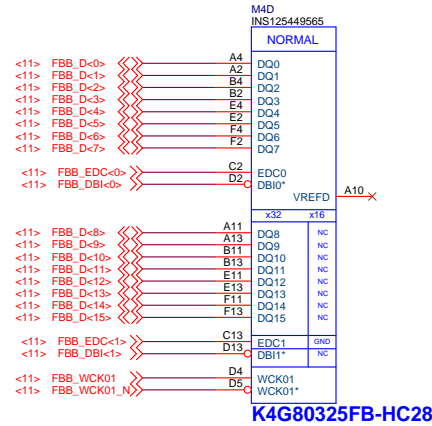 M4D
INS125449565
NORMAL
<11> FBB_D<0> A4 DQ0
<11> FBB_D<1> A2 DQ1
<11> FBB_D<2> B4 DQ2
<11> FBB_D<3> B2 DQ3
<11> FBB_D<4> E4 DQ4
<11> FBB_D<5> E2 DQ5
<11> FBB_D<6> F4 DQ6
<11> FBB_D<7> F2 DQ7
<11> FBB_EDC<0> C2 EDC0
<11> FBB_DBI<0> D2 DBI0*
VREFD A10
x32 x16
<11> FBB_D<8> A11 DQ8 NC
<11> FBB_D<9> A13 DQ9 NC
<11> FBB_D<10> B11 DQ10 NC
<11> FBB_D<11> B13 DQ11 NC
<11> FBB_D<12> E11 DQ12 NC
<11> FBB_D<13> E13 DQ13 NC
<11> FBB_D<14> F11 DQ14 NC
<11> FBB_D<15> F13 DQ15 NC
<11> FBB_EDC<1> C13 EDC1 GND
<11> FBB_DBI<1> D13 DBI1* NC
<11> FBB_WCK01 D4 WCK01
<11> FBB_WCK01_N D5 WCK01*
K4G80325FB-HC28